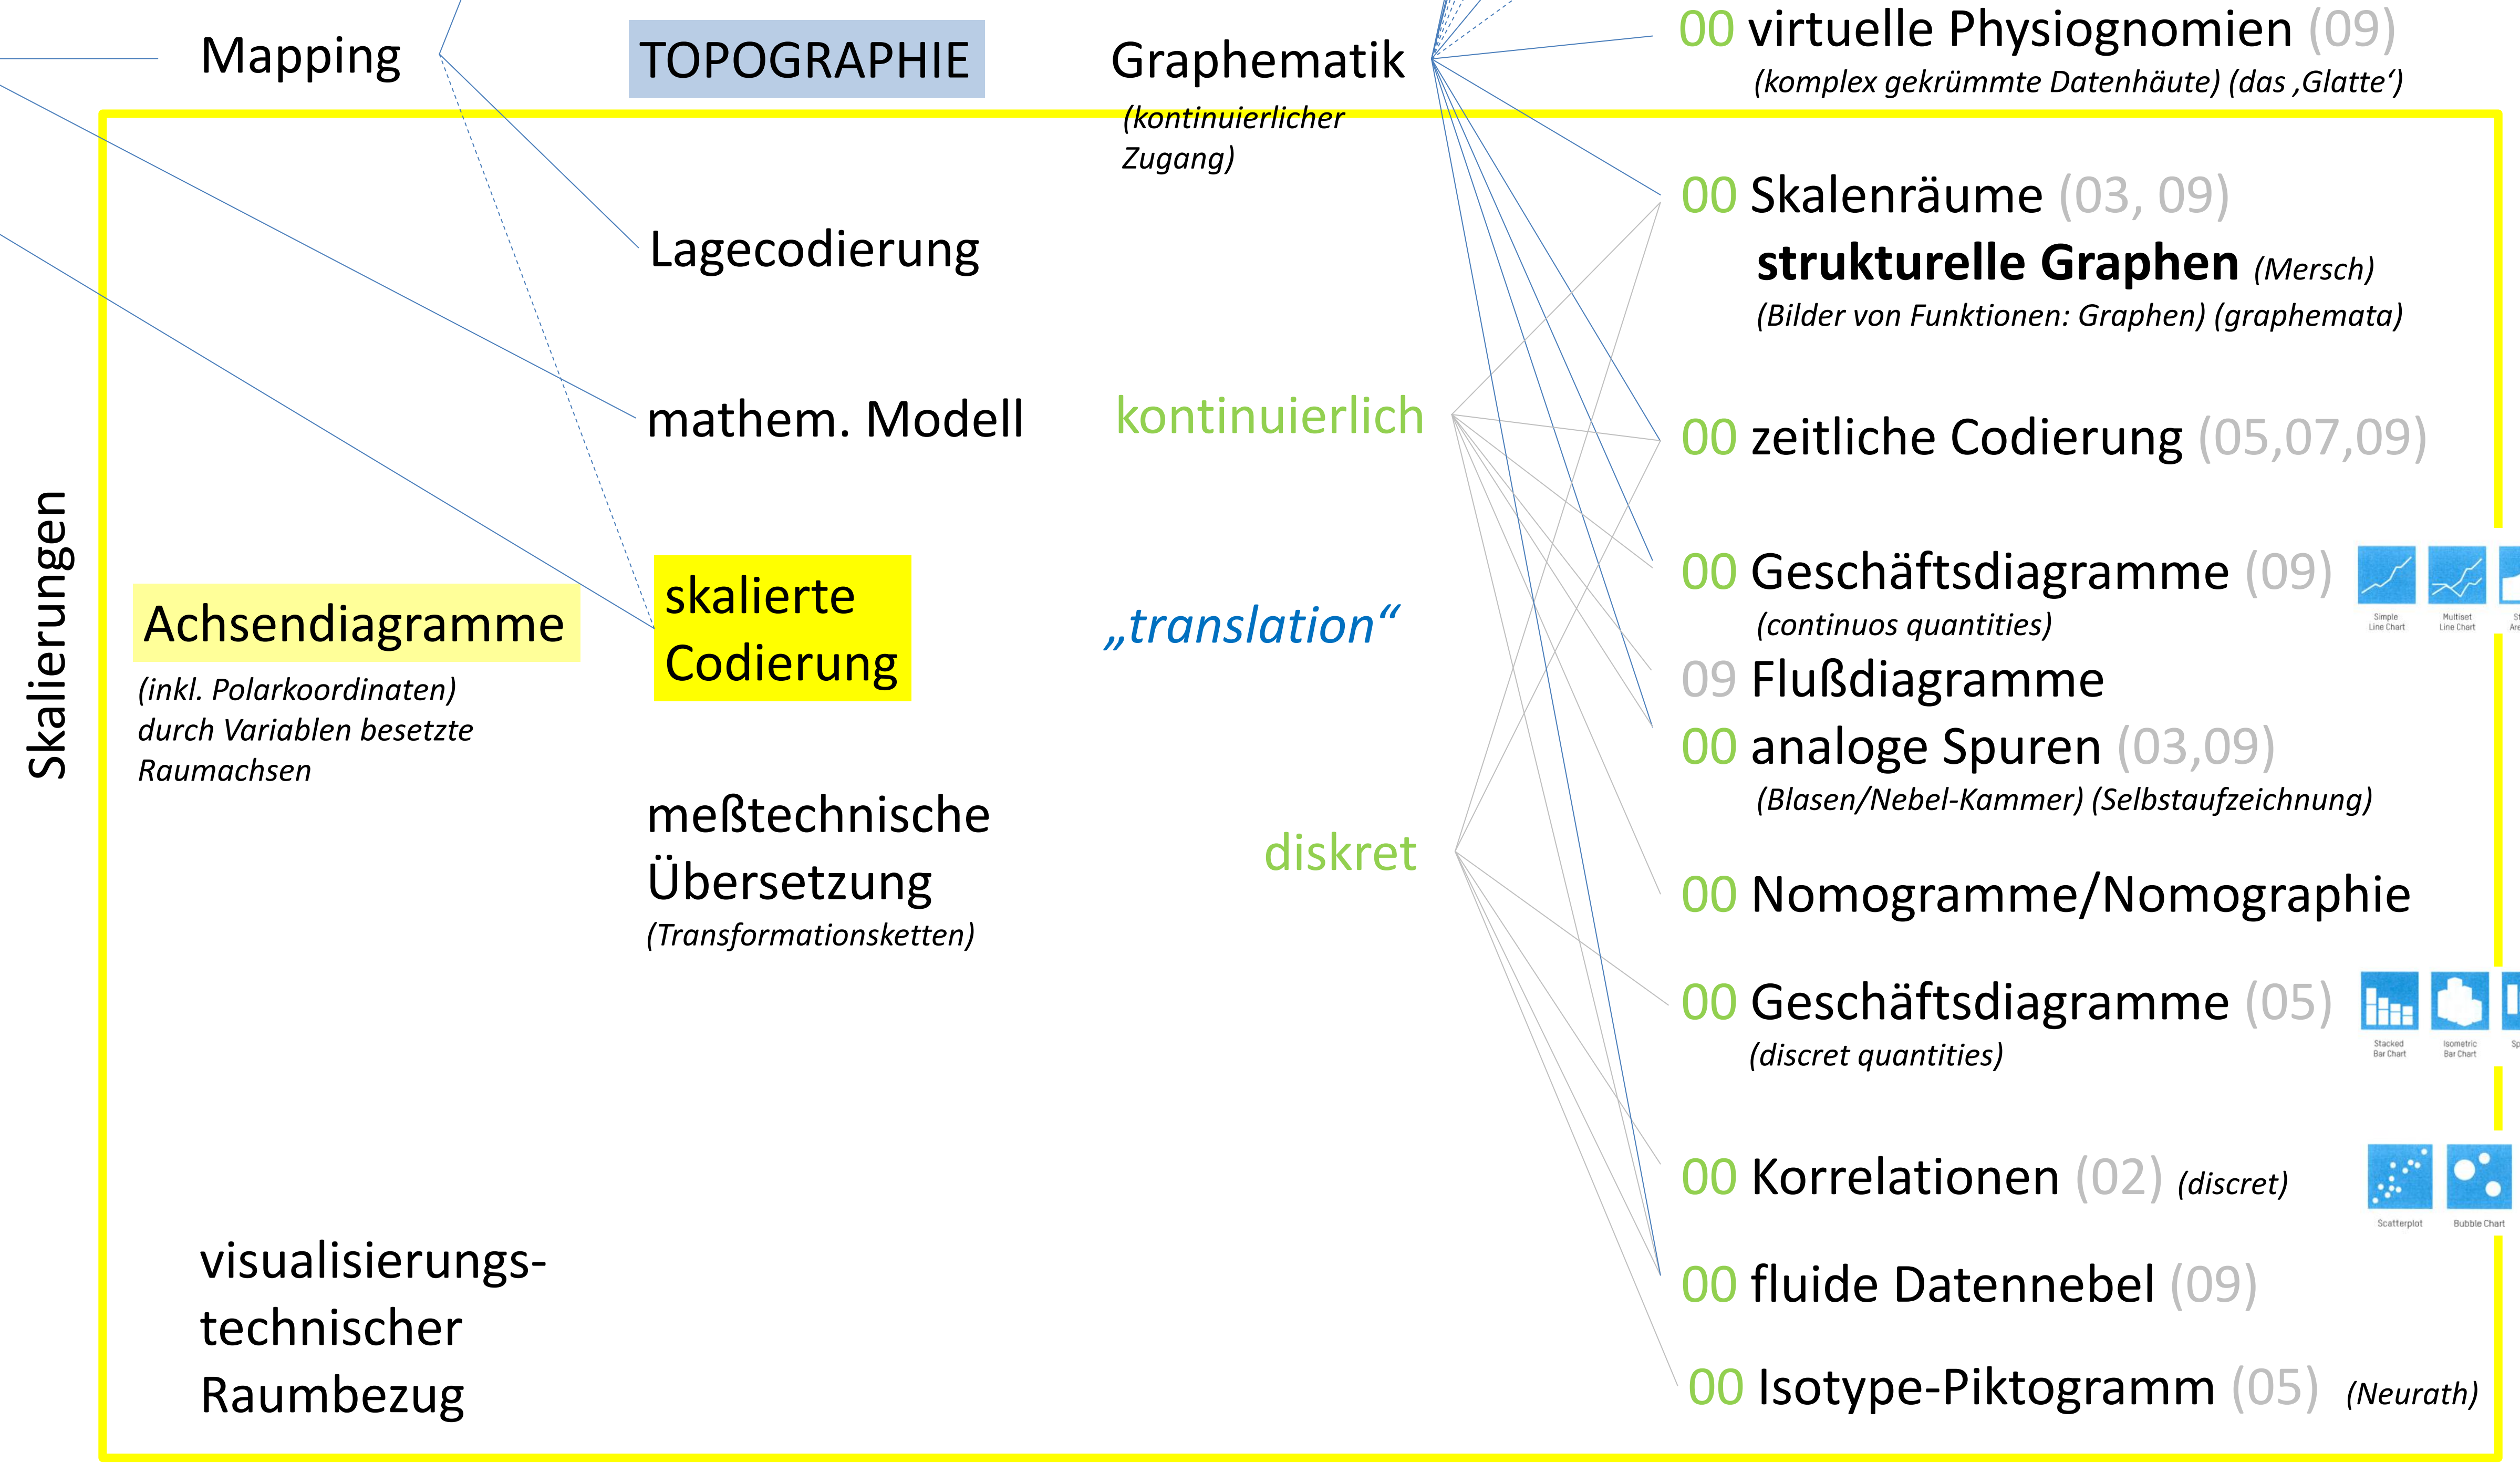 Mapping
TOPOGRAPHIE
Graphematik
(kontinuierlicher
Zugang)
00 virtuelle Physiognomien (09)
(komplex gekrümmte Datenhäute) (das ‚Glatte‘)
Skalierungen
Lagecodierung
mathem. Modell
kontinuierlich
Achsendiagramme
(inkl. Polarkoordinaten)
durch Variablen besetzte
Raumachsen
skalierte
Codierung
„translation“
meßtechnische
Übersetzung
(Transformationsketten)
diskret
visualisierungs-
technischer
Raumbezug
00 Skalenräume (03, 09)
strukturelle Graphen (Mersch)
(Bilder von Funktionen: Graphen) (graphemata)
00 zeitliche Codierung (05,07,09)
00 Geschäftsdiagramme (09)
(continuos quantities)
Simple
Line Chart
Multiset
Line Chart
09 Flußdiagramme
00 analoge Spuren (03,09)
(Blasen/Nebel-Kammer) (Selbstaufzeichnung)
00 Nomogramme/Nomographie
00 Geschäftsdiagramme (05)
(discret quantities)
Stacked
Bar Chart
Isometric
Bar Chart
00 Korrelationen (02) (discret)
Scatterplot
Bubble Chart
00 fluide Datennebel (09)
00 Isotype-Piktogramm (05) (Neurath)